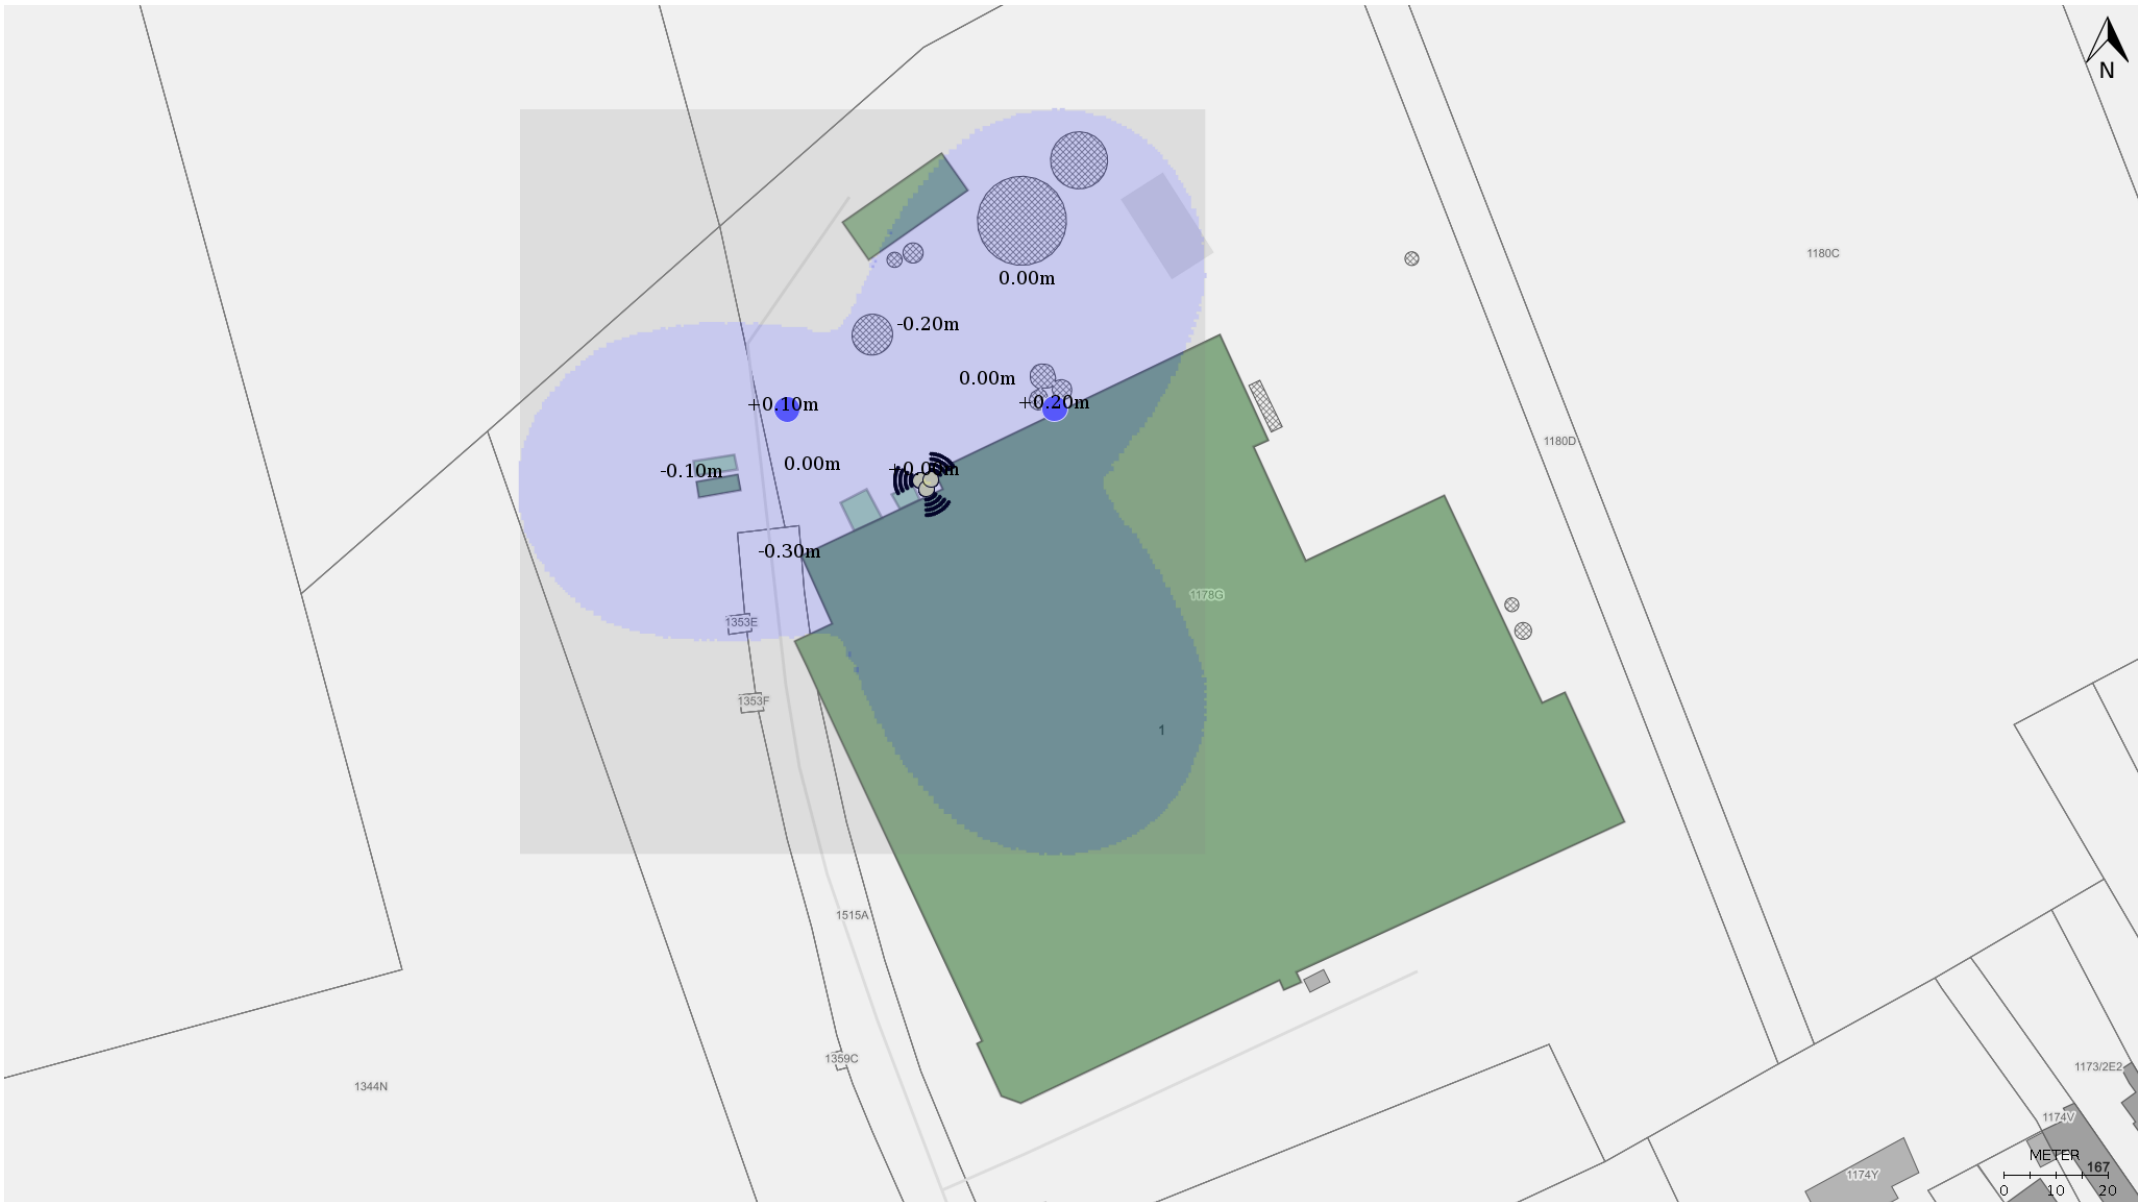 N
1180C
0.00m
-0.20m
0.00m
+0.10m
+0.20m
1180D
0.00m
-0.10m
-0.30m
1178G
1353E
1353F
1
1515A
1359C
1344N
1173/2E2
1174V
METER
167
1174Y
0 10 20